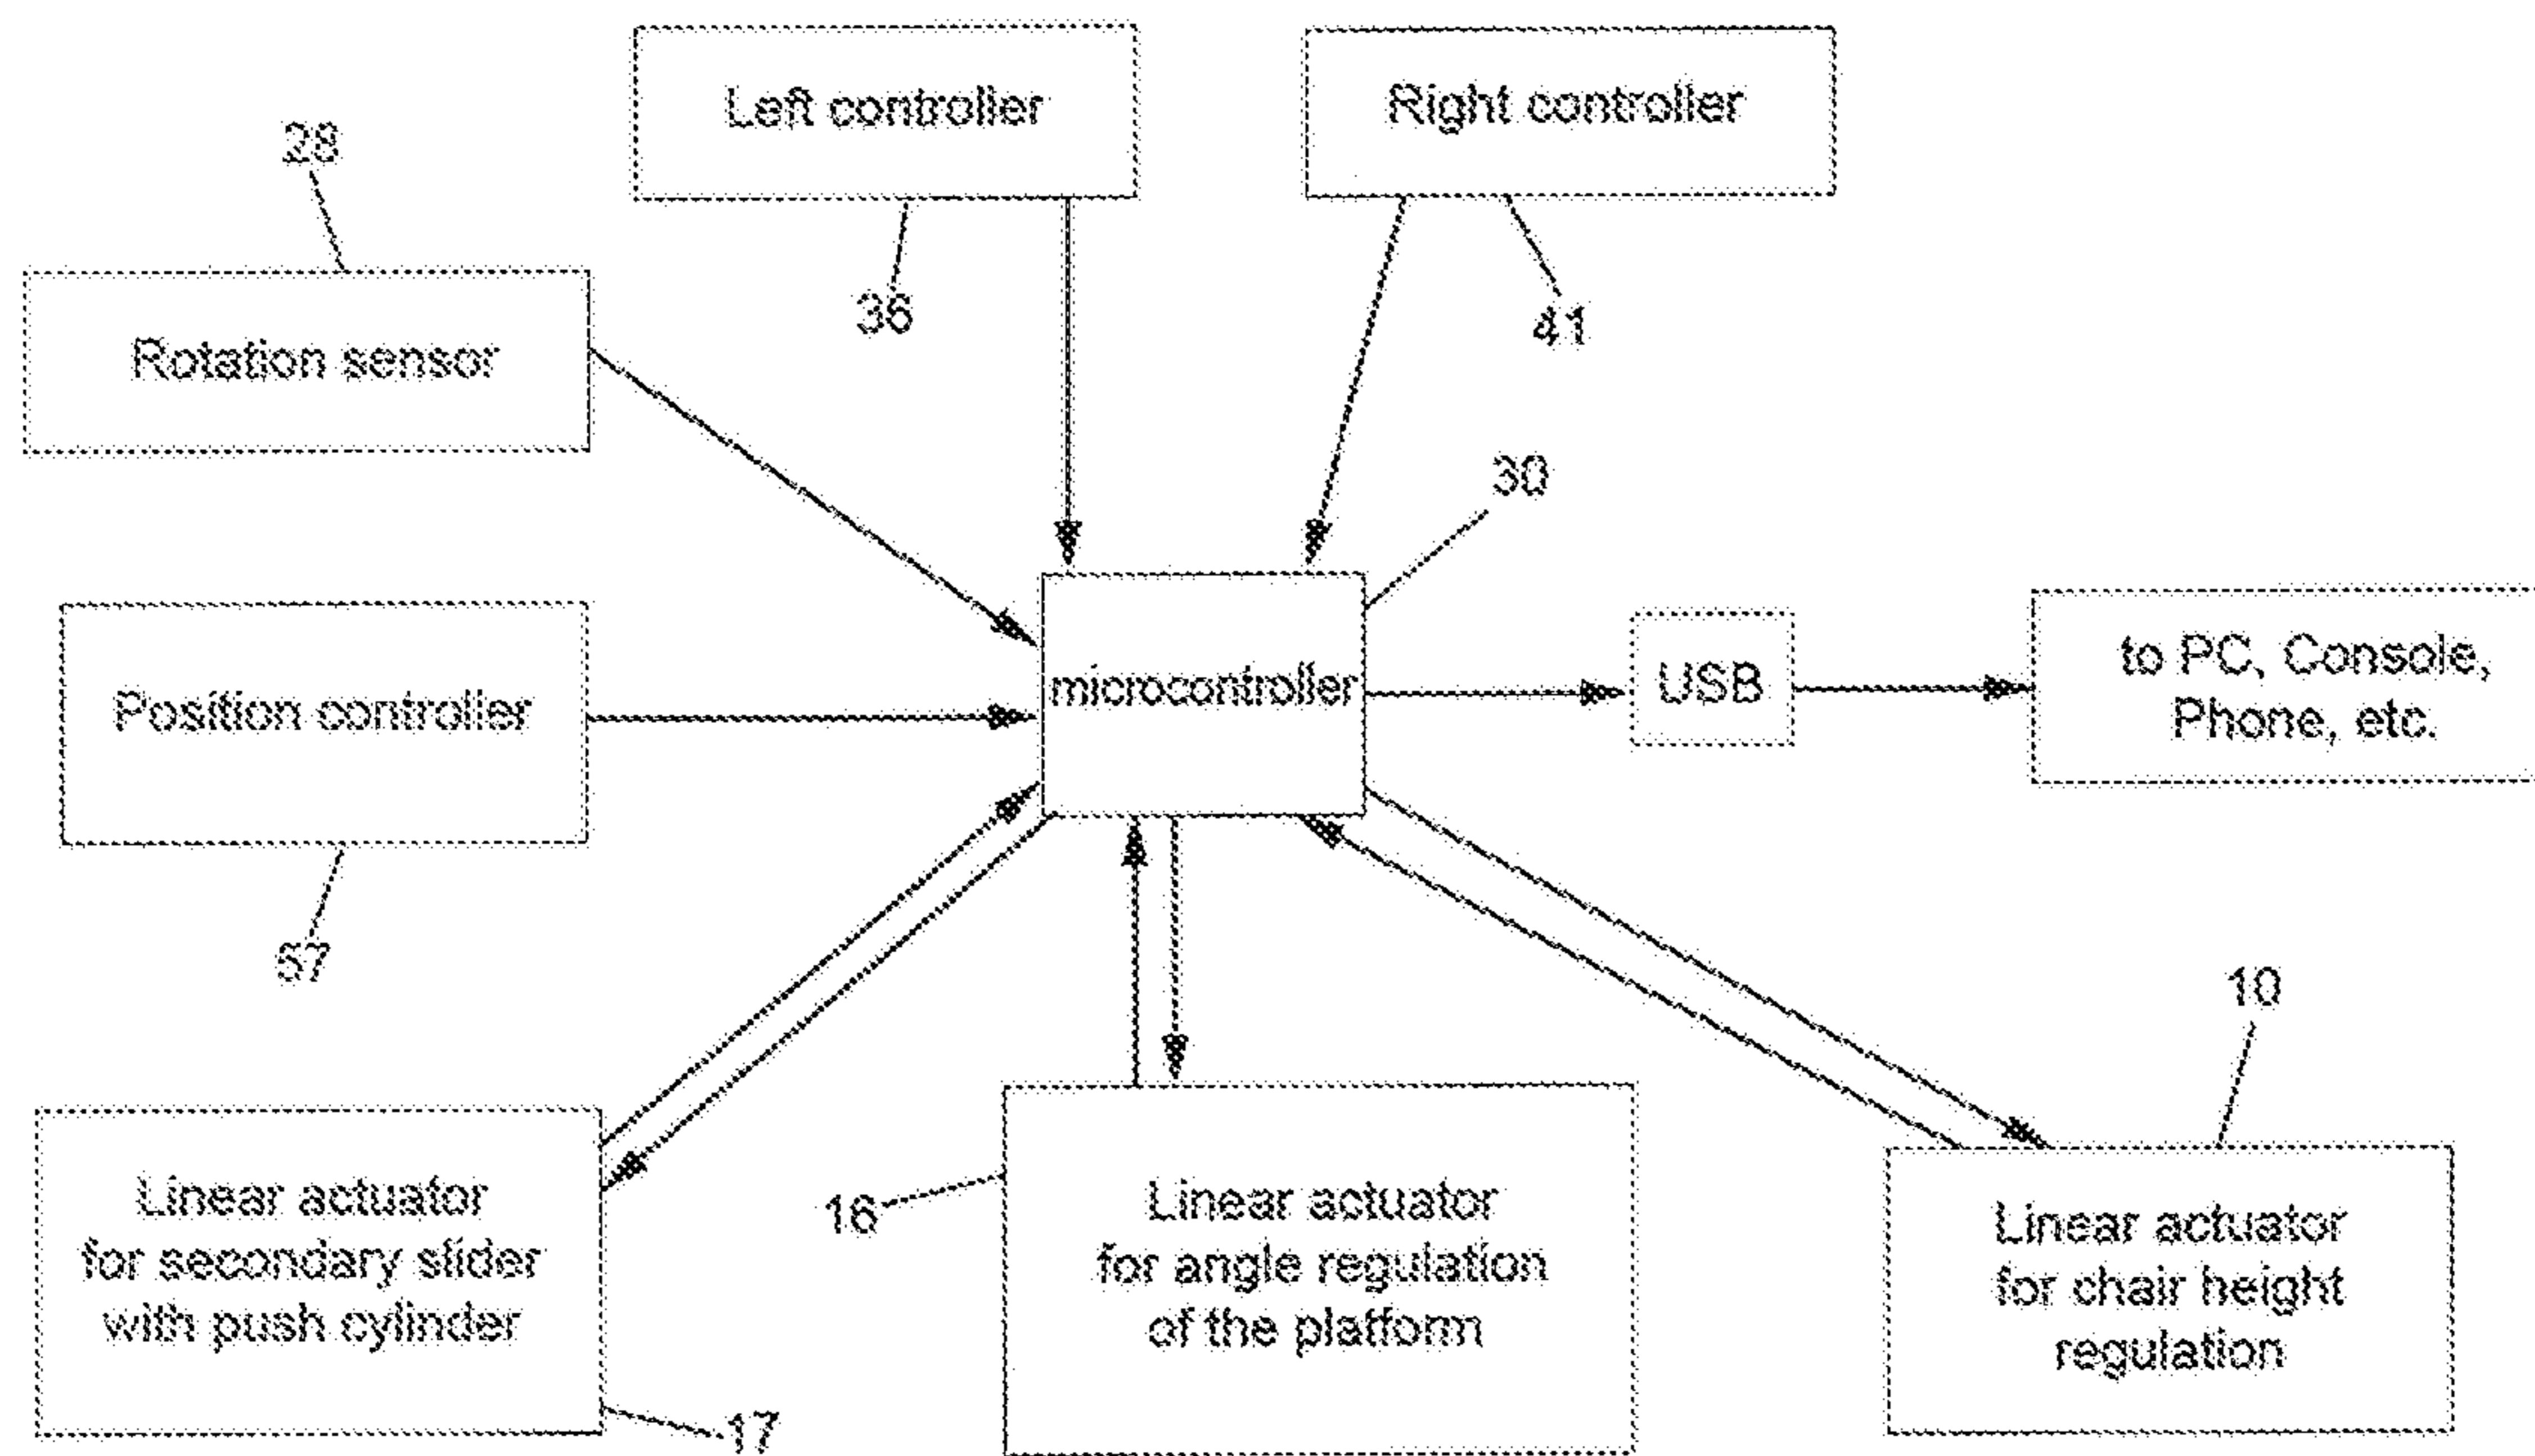 Left controller
Right controller
28
36
41
Rotation sensor
30
Position controller
microcontroller
USB
to PC, Console,
Phone, etc.
10
Linear actuator
for secondary slider
with push cylinder
16
Linear actuator
for angle regulation
of the platform
Linear actuator
for chair height
regulation
17